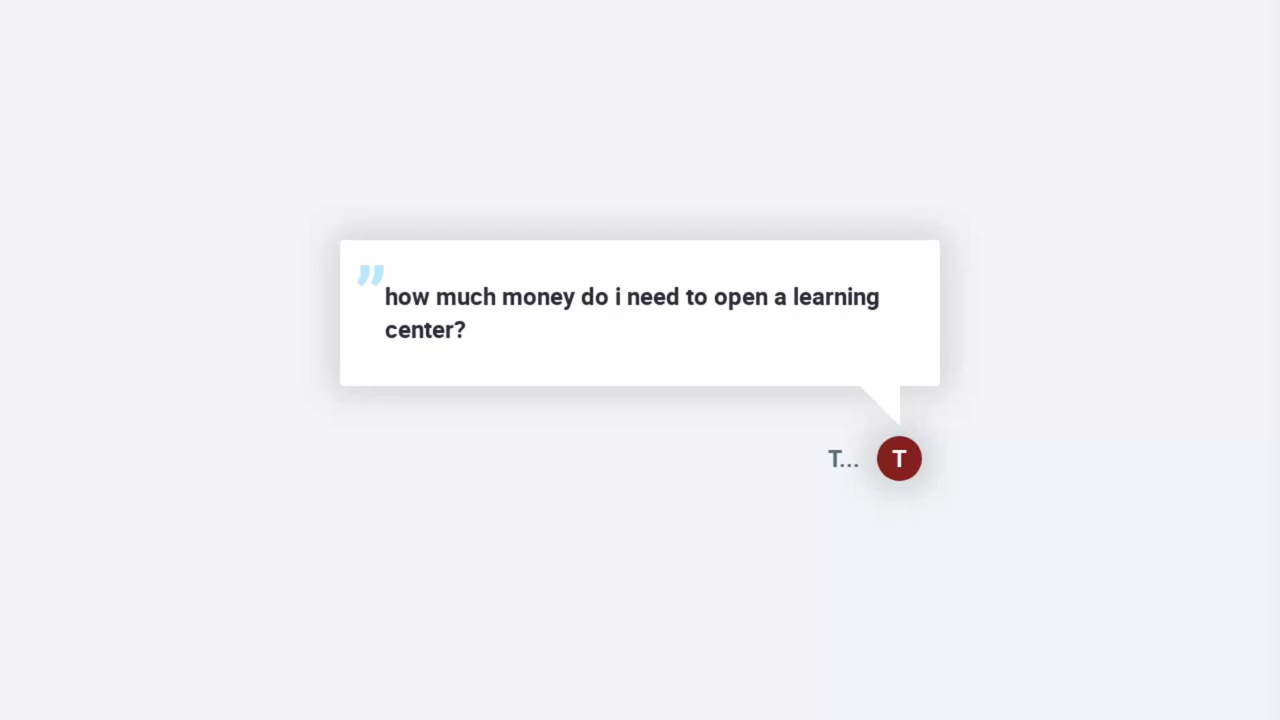 ”
how much money do i need to open a learning
center?
T...
T